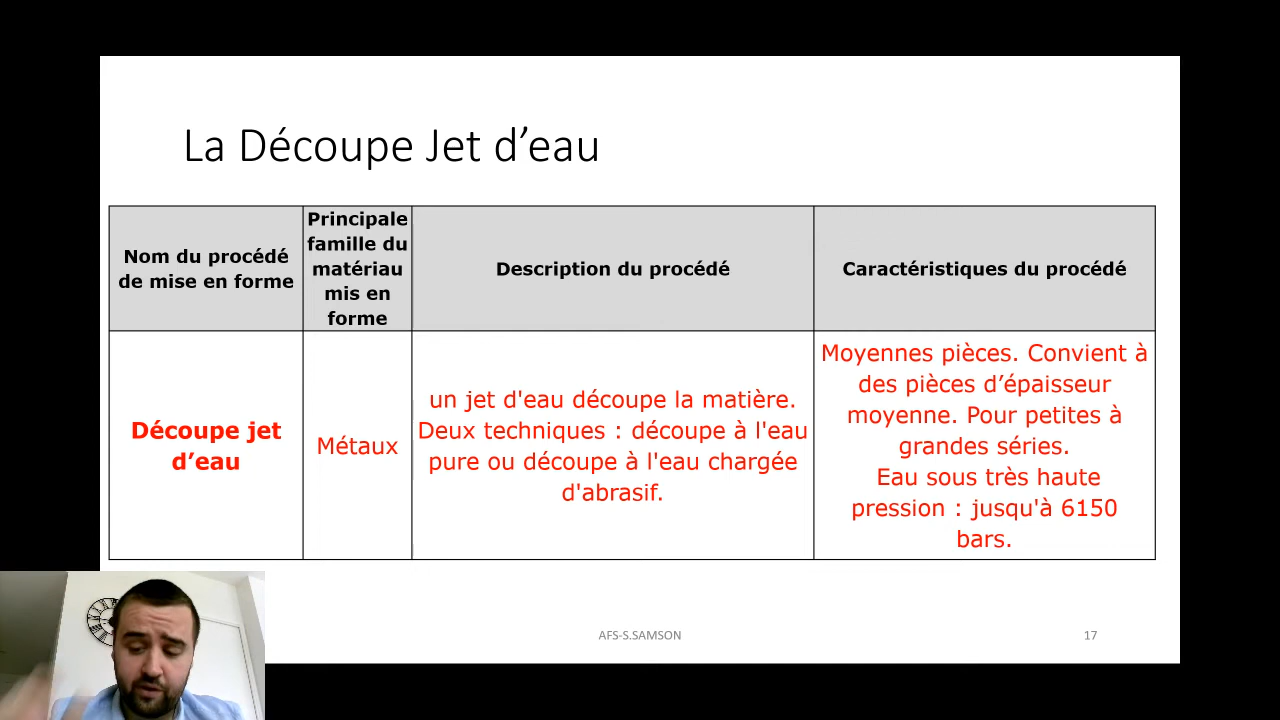 La Découpe Jet d’eau
Nom du procédé
de mise en forme
Principale
famille du
matériau
mis en
forme
Description du procédé
Caractéristiques du procédé
Découpe jet
d’eau
Métaux
un jet d'eau découpe la matière.
Deux techniques : découpe à l'eau
pure ou découpe à l'eau chargée
d'abrasif.
Moyennes pièces. Convient à
des pièces d’épaisseur
moyenne. Pour petites à
grandes séries.
Eau sous très haute
pression : jusqu'à 6150
bars.
AFS-S.SAMSON
17